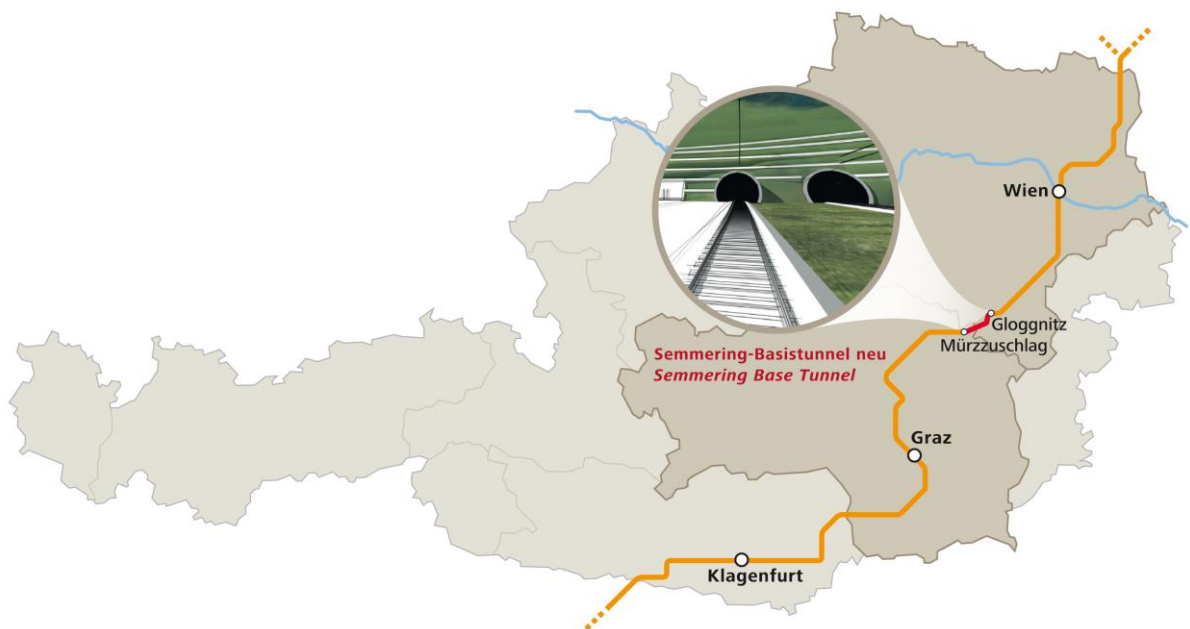 Wien
Gloggnitz
Mürzzuschlag
Semmering-Basistunnel neu
Semmering Base Tunnel
Graz
Klagenfurt